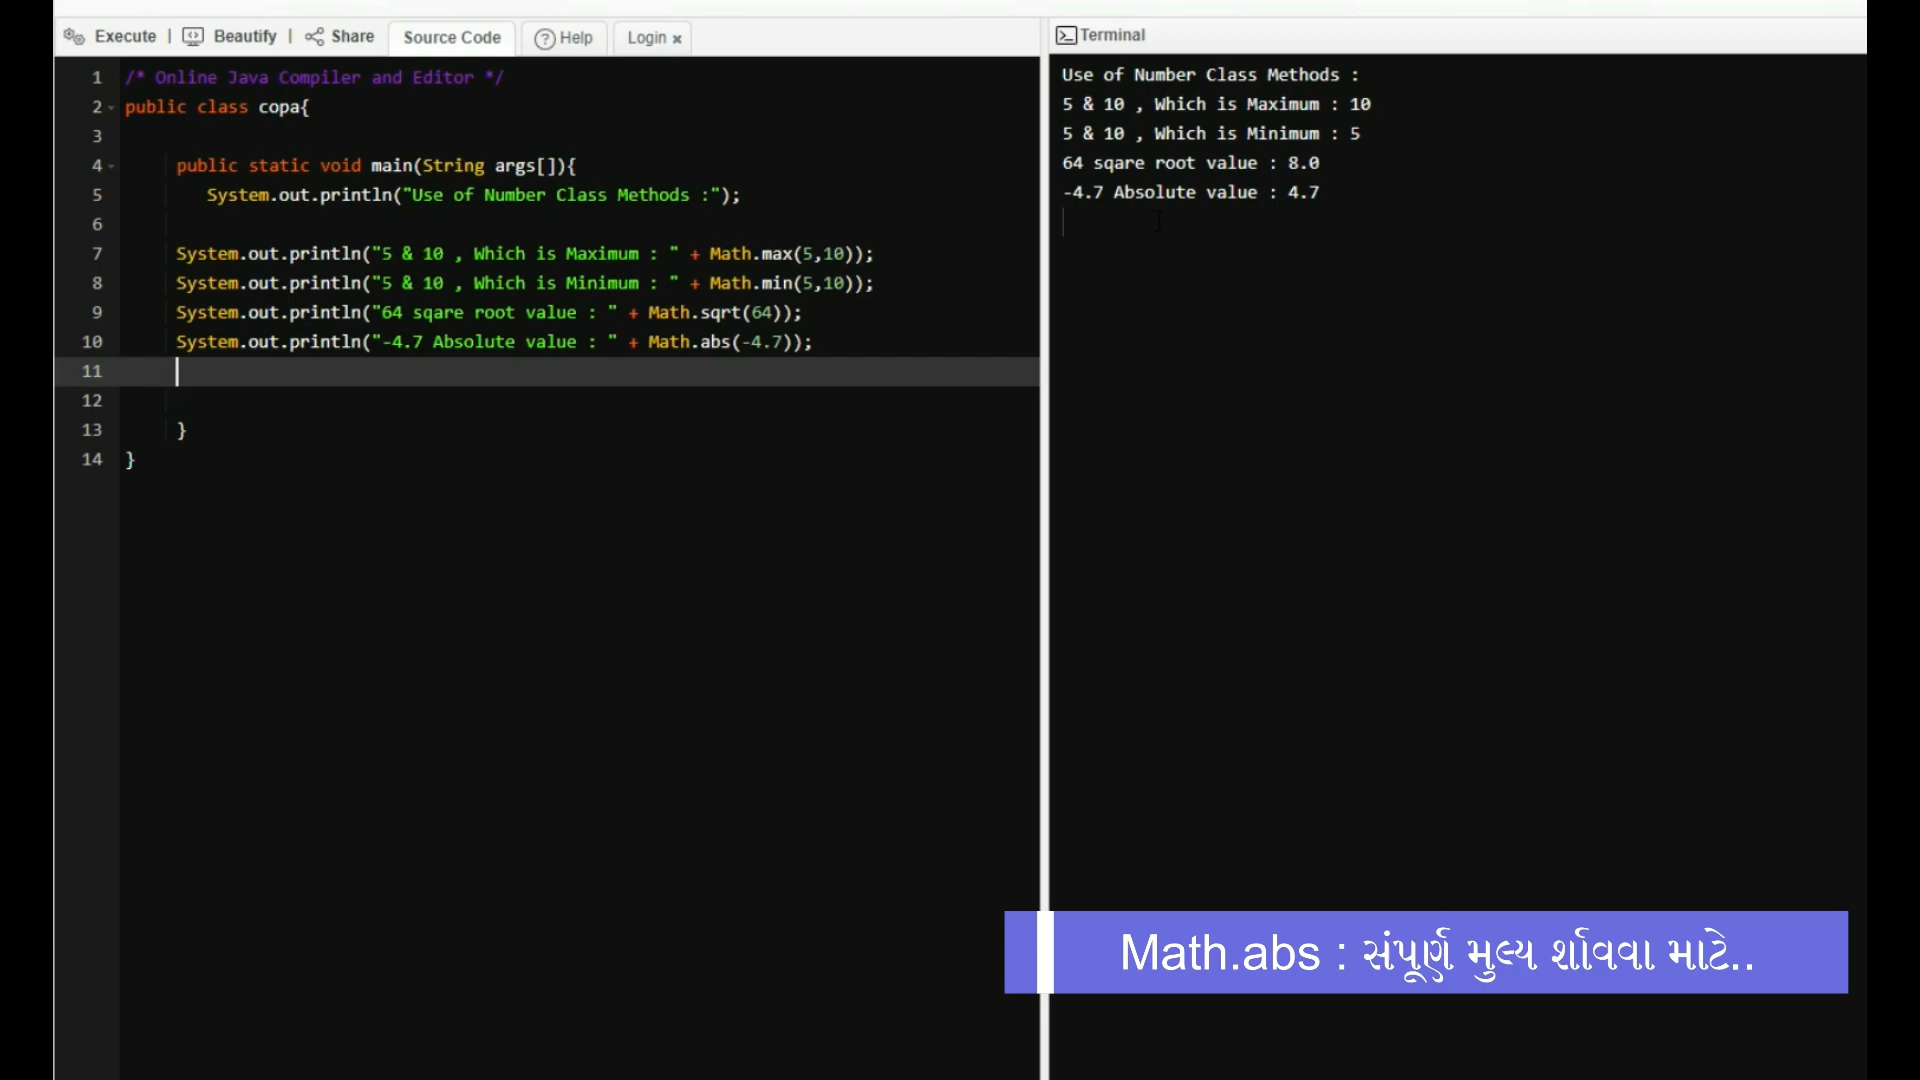 Execute | Beautify | Share Source Code Help Login ×
1 /* Online Java Compiler and Editor */
2 public class copa{
3
4 public static void main(String args[]){
5 System.out.println("Use of Number Class Methods :");
6
7 System.out.println("5 & 10 , Which is Maximum : " + Math.max(5,10));
8 System.out.println("5 & 10 , Which is Minimum : " + Math.min(5,10));
9 System.out.println("64 sqare root value : " + Math.sqrt(64));
10 System.out.println("-4.7 Absolute value : " + Math.abs(-4.7));
11
12
13 }
14 }
Terminal
Use of Number Class Methods :
5 & 10 , Which is Maximum : 10
5 & 10 , Which is Minimum : 5
64 sqare root value : 8.0
-4.7 Absolute value : 4.7
Math.abs : સંપૂર્ણ મુલ્ય શાર્વવા માટે..